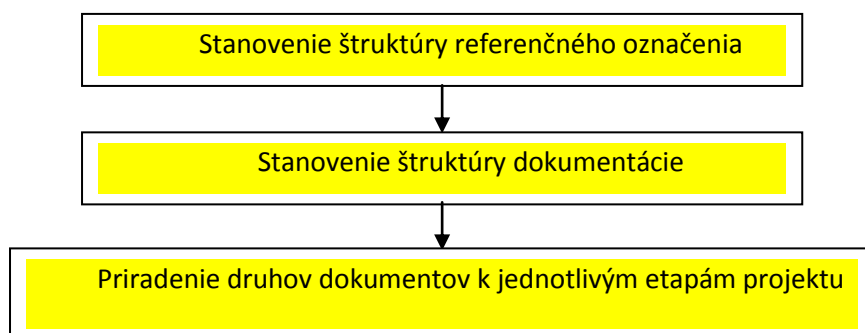 Stanovenie štruktúry referenčného označenia
Stanovenie štruktúry dokumentácie
Priradenie druhov dokumentov k jednotlivým etapám projektu